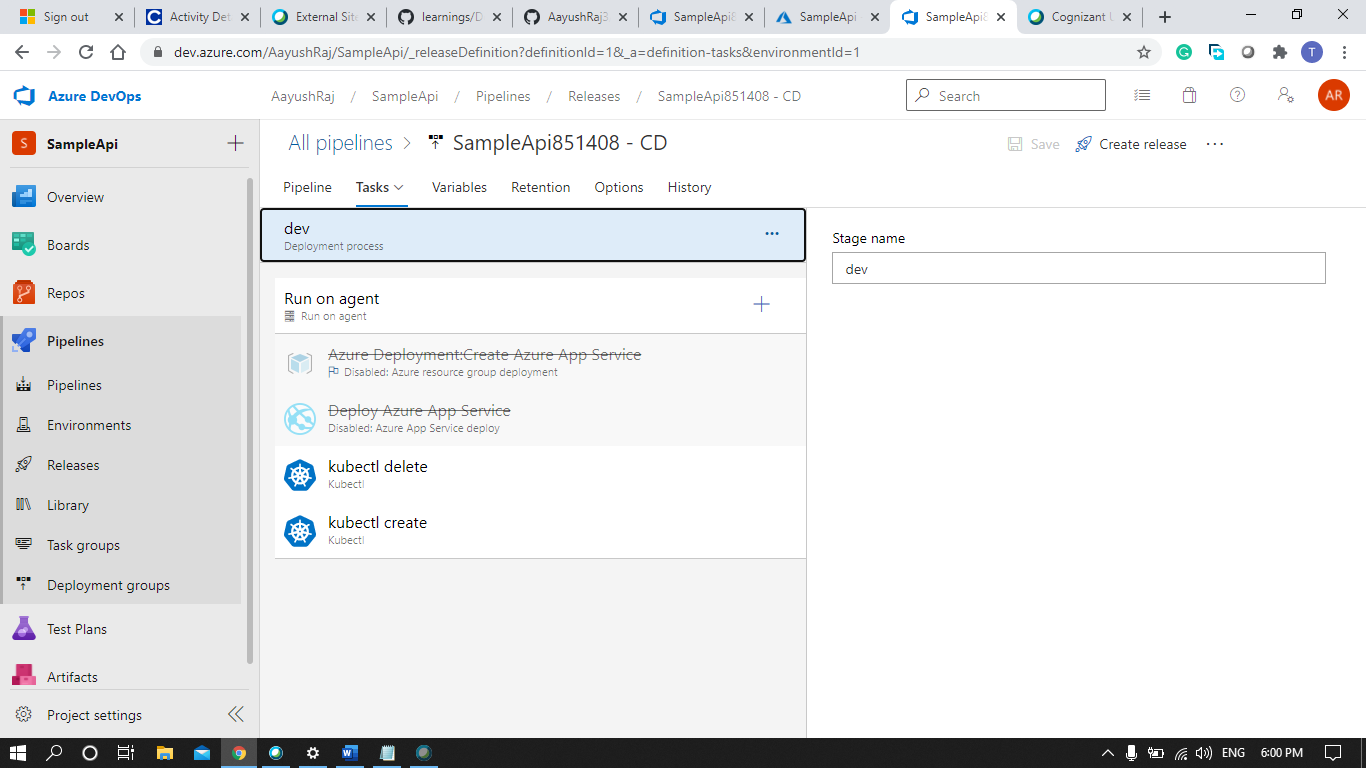 Sign out
Activity Det
External Site
learnings/D
AayushRaj3
SampleApi8
SampleApi
SampleApi8
Cognizant U
dev.azure.com/AayushRaj/SampleApi/_releaseDefinition?definitionId=1&_a=definition-tasks&environmentId=1
T
Azure DevOps
AayushRaj / SampleApi / Pipelines / Releases / SampleApi851408 - CD
Search
AR
S
SampleApi
Overview
Boards
Repos
Pipelines
Pipelines
Environments
Releases
Library
Task groups
Deployment groups
Test Plans
Artifacts
Project settings
All pipelines > SampleApi851408 - CD
Save
Create release
Pipeline
Tasks
Variables
Retention
Options
History
dev
Deployment process
Run on agent
Run on agent
Azure Deployment:Create Azure App Service
Disabled: Azure resource group deployment
Deploy Azure App Service
Disabled: Azure App Service deploy
kubectl delete
Kubectl
kubectl create
Kubectl
Stage name
dev
ENG
6:00 PM